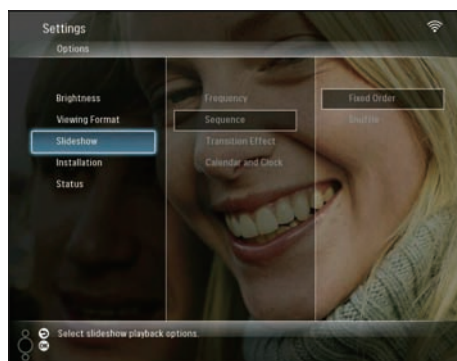 Settings
Options
Brightness
Viewing Format
Slideshow
Installation
Status
Frequency
Sequence
Transition Effect
Calendar and Clock
Fixed Order
Shuffle
OK
Select slideshow playback options.